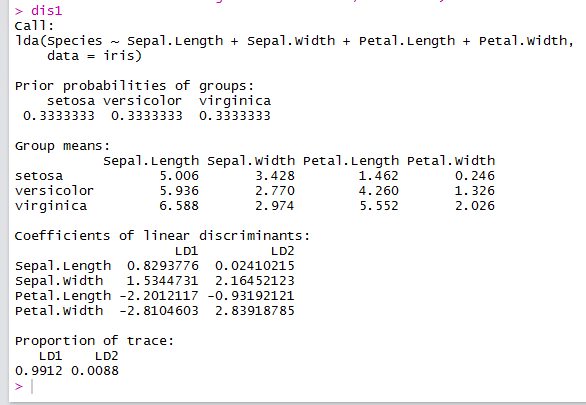 > dis1
Call:
lda(Species ~ Sepal.Length + Sepal.Width + Petal.Length + Petal.Width,
    data = iris)

Prior probabilities of groups:
    setosa versicolor  virginica
 0.3333333  0.3333333  0.3333333

Group means:
           Sepal.Length Sepal.Width Petal.Length Petal.Width
setosa            5.006       3.428        1.462       0.246
versicolor        5.936       2.770        4.260       1.326
virginica         6.588       2.974        5.552       2.026

Coefficients of linear discriminants:
                    LD1         LD2
Sepal.Length  0.8293776  0.02410215
Sepal.Width   1.5344731  2.16452123
Petal.Length -2.2012117 -0.93192121
Petal.Width  -2.8104603  2.83918785

Proportion of trace:
   LD1    LD2
0.9912 0.0088
>